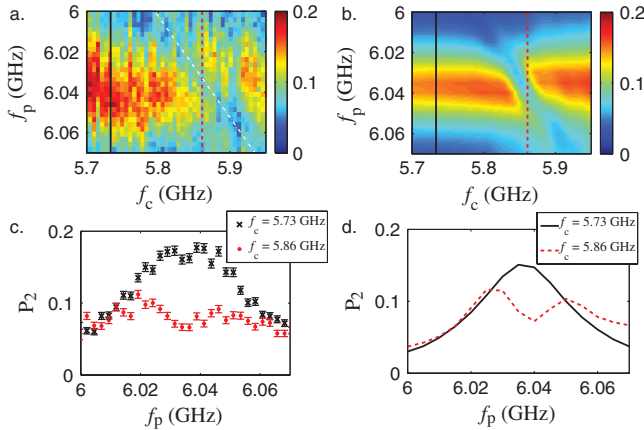 a.
6
6.02
6.04
6.06
f_p (GHz)
5.7
5.8
5.9
f_c (GHz)
0.2
0.1
0
b.
6
6.02
6.04
6.06
f_p (GHz)
5.7
5.8
5.9
f_c (GHz)
0.2
0.1
0
c.
f_c = 5.73 GHz
f_c = 5.86 GHz
0.2
0.1
0
P_2
6
6.02
6.04
6.06
f_p (GHz)
d.
f_c = 5.73 GHz
f_c = 5.86 GHz
0.2
0.1
0
P_2
6
6.02
6.04
6.06
f_p (GHz)